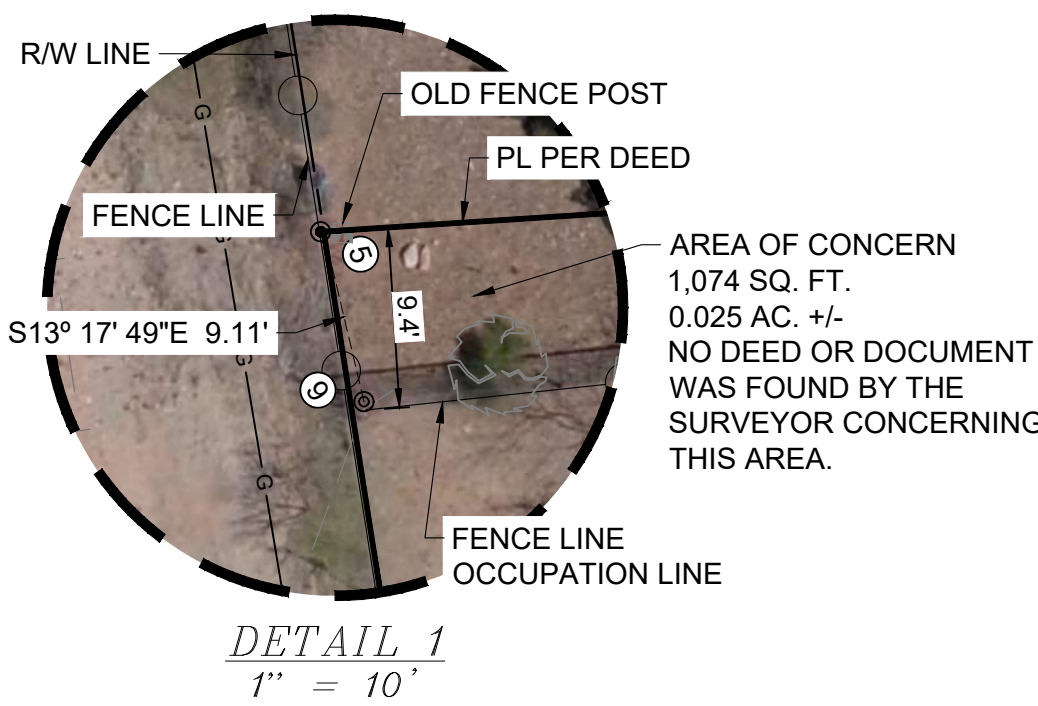 R/W LINE
OLD FENCE POST
PL PER DEED
G
FENCE LINE
G
5
AREA OF CONCERN
1,074 SQ. FT.
0.025 AC. +/-
NO DEED OR DOCUMENT
WAS FOUND BY THE
SURVEYOR CONCERNING
THIS AREA.
9.4'
S13º 17' 49"E 9.11'
G
9
G
FENCE LINE
OCCUPATION LINE
DETAIL 1
1" = 10'